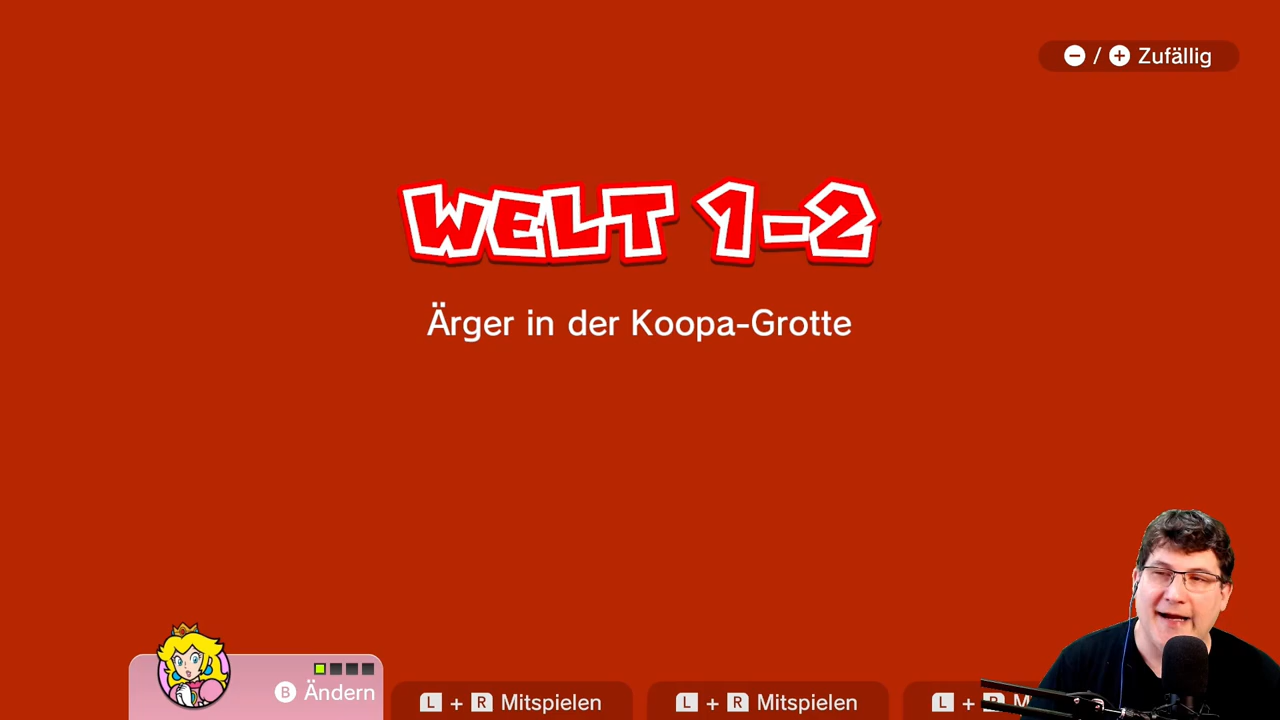 - / + Zufällig
WELT 1-2
Ärger in der Koopa-Grotte
B Ändern
L + R Mitspielen
L + R Mitspielen
L + R M